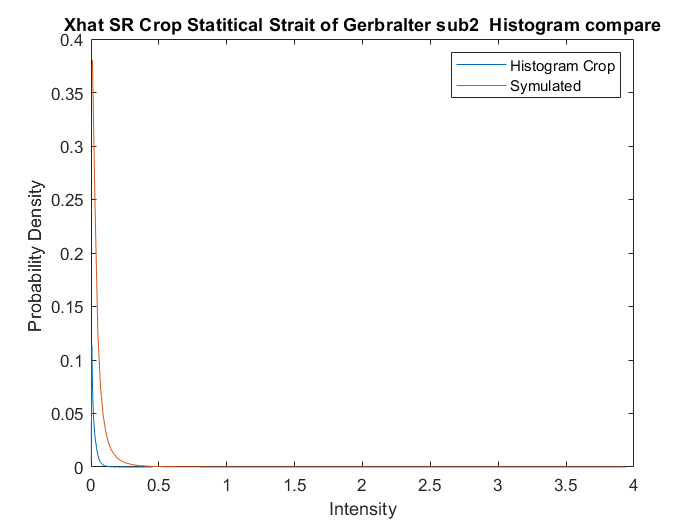 Xhat SR Crop Statitical Strait of Gerbralter sub2  Histogram compare
Histogram Crop
Symulated
Probability Density
0.4
0.35
0.3
0.25
0.2
0.15
0.1
0.05
0
0 0.5 1 1.5 2 2.5 3 3.5 4
Intensity